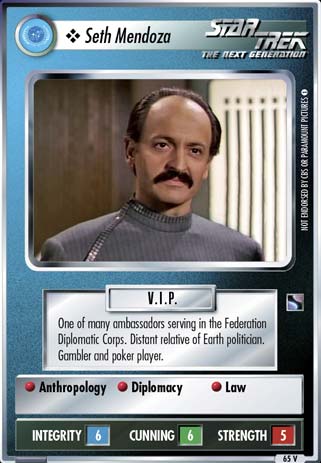 ❖ Seth Mendoza
STAR TREK
THE NEXT GENERATION
NOT ENDORSED BY CBS OR PARAMOUNT PICTURES
V.I.P.
One of many ambassadors serving in the Federation
Diplomatic Corps. Distant relative of Earth politician.
Gambler and poker player.
Anthropology Diplomacy Law
INTEGRITY 6 CUNNING 6 STRENGTH 5
65 V